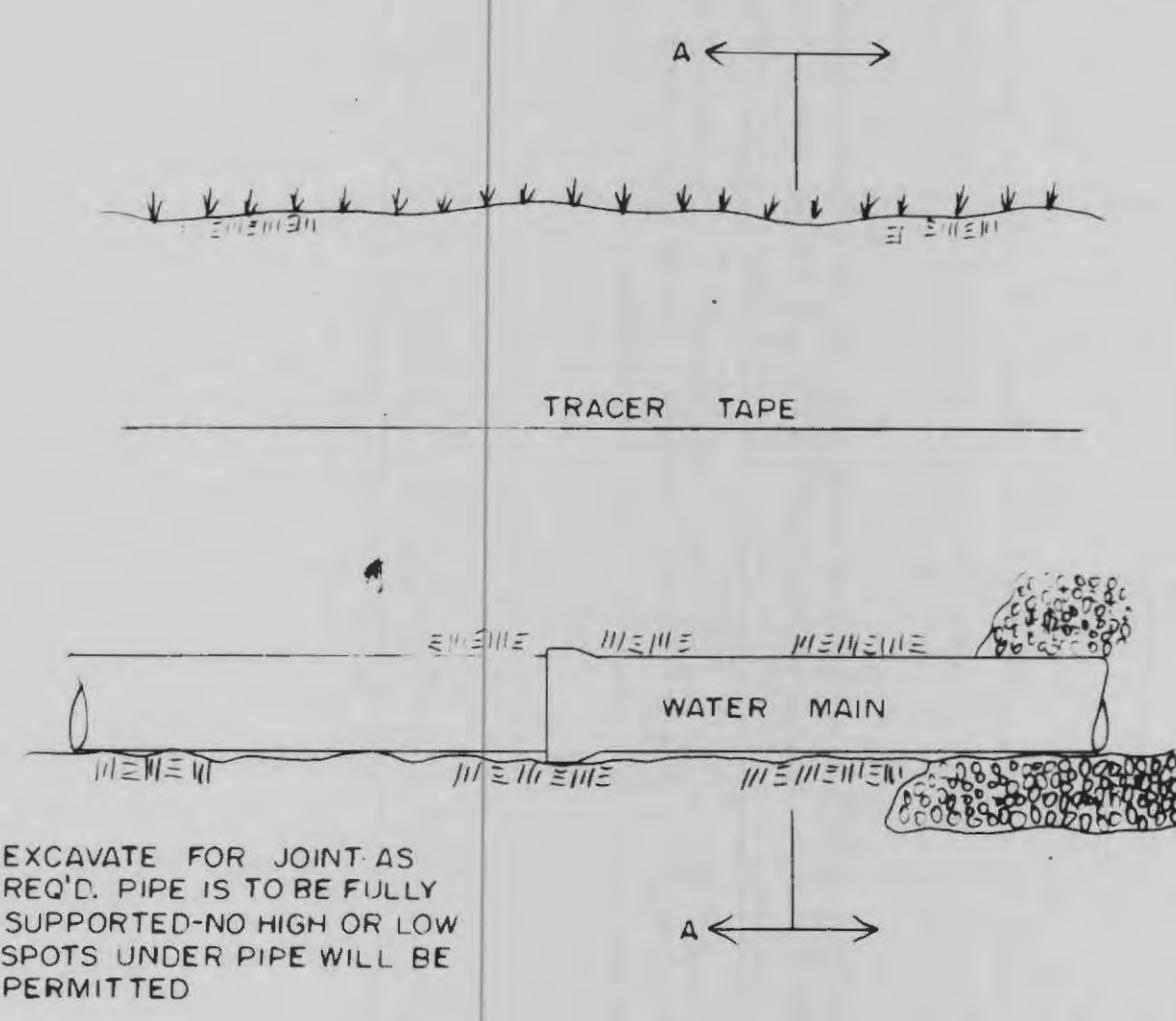 A
TRACER TAPE
WATER MAIN
EXCAVATE FOR JOINT AS
REQ'D. PIPE IS TO BE FULLY
SUPPORTED-NO HIGH OR LOW
SPOTS UNDER PIPE WILL BE
PERMITTED
A